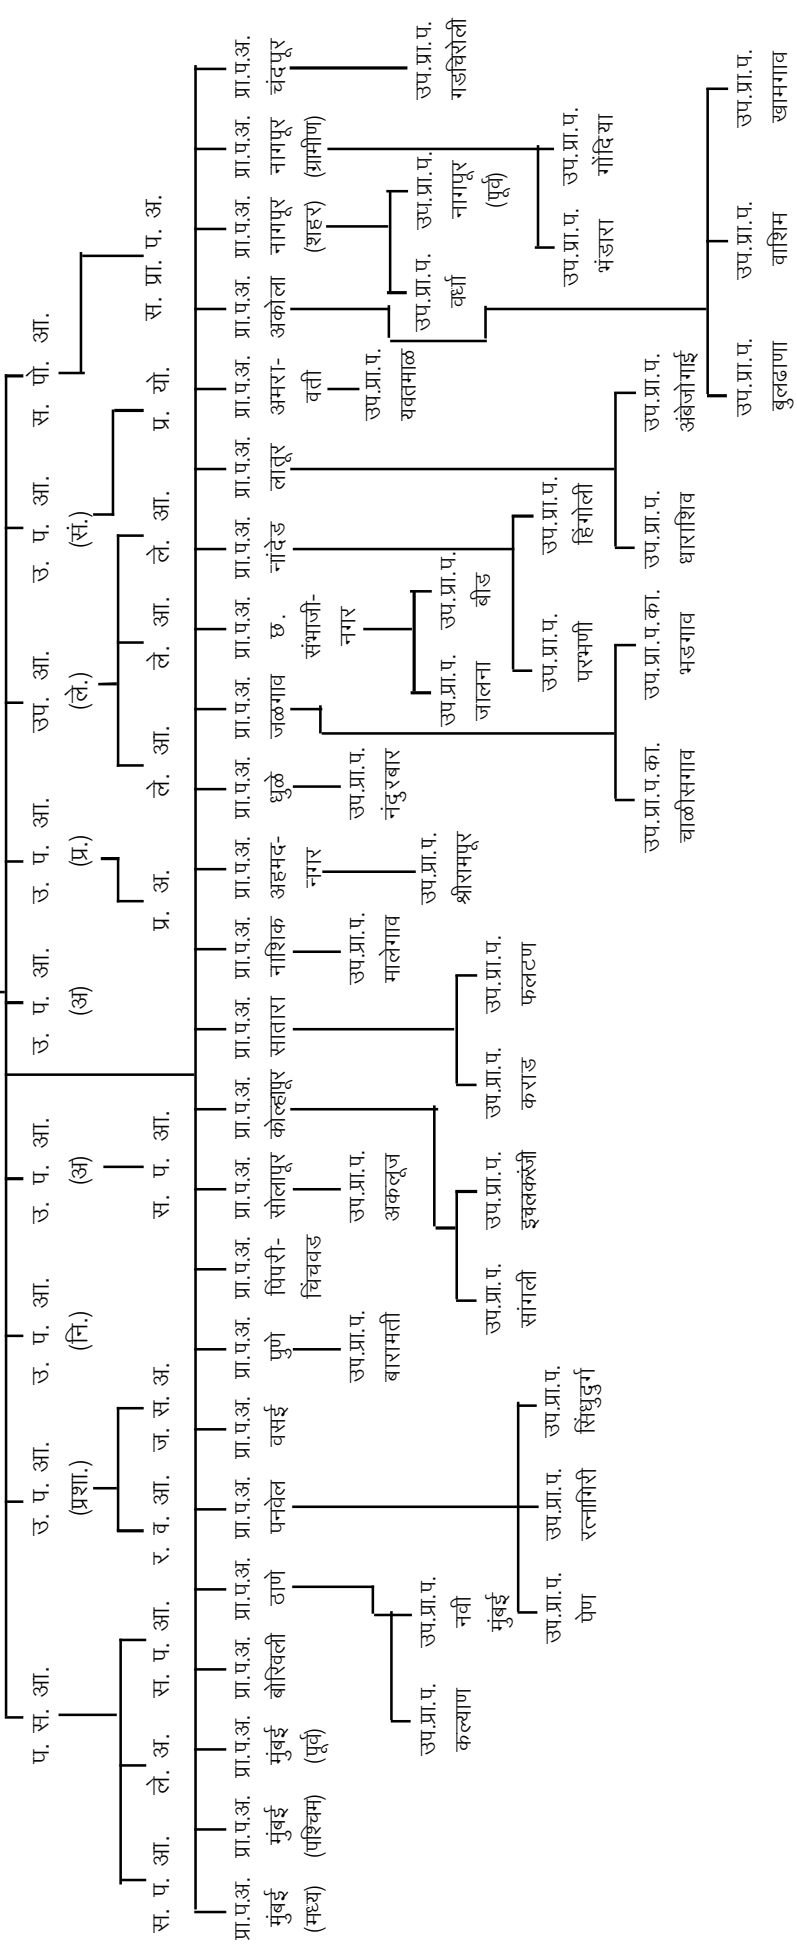 प. स. आ.
उ. प. आ.
(प्रशा.)
उ. प. आ.
(नि.)
उ. प. आ.
(अ)
उ. प. आ.
(अ)
उ. प. आ.
(प्र.)
उप. आ.
(ले.)
उ. प. आ.
(सं.)
स. पो. आ.
स. प. आ.
ले. अ.
स. प. आ.
र. व. आ.
ज. स. अ.
स. प. आ.
प्र. अ.
ले. आ.
ले. आ.
ले. आ.
प्र. यो.
स. प्रा. प. अ.
प्रा.प.अ.
मुंबई
(मध्य)
प्रा.प.अ.
मुंबई
(पश्चिम)
प्रा.प.अ.
मुंबई
(पूर्व)
प्रा.प.अ.
बोरिवली
प्रा.प.अ.
ठाणे
प्रा.प.अ.
पनवेल
प्रा.प.अ.
वसई
प्रा.प.अ.
पुणे
प्रा.प.अ.
पिंपरी-
चिंचवड
प्रा.प.अ.
सोलापूर
प्रा.प.अ.
कोल्हापूर
प्रा.प.अ.
सातारा
प्रा.प.अ.
नाशिक
प्रा.प.अ.
अहमद-
नगर
प्रा.प.अ.
धुळे
प्रा.प.अ.
जळगाव
प्रा.प.अ.
छ.
संभाजी-
नगर
प्रा.प.अ.
नांदेड
प्रा.प.अ.
लातूर
प्रा.प.अ.
अमरा-
वती
प्रा.प.अ.
अकोला
प्रा.प.अ.
नागपूर
(शहर)
प्रा.प.अ.
नागपूर
(ग्रामीण)
प्रा.प.अ.
चंद्रपूर
उप.प्रा.प.
कल्याण
उप.प्रा.प.
नवी
मुंबई
उप.प्रा.प.
पेण
उप.प्रा.प.
रत्नागिरी
उप.प्रा.प.
सिंधुदुर्ग
उप.प्रा.प.
बारामती
उप.प्रा.प.
अकलूज
उप.प्रा.प.
सांगली
उप.प्रा.प.
इचलकरंजी
उप.प्रा.प.
कराड
उप.प्रा.प.
फलटण
उप.प्रा.प.
मालेगाव
उप.प्रा.प.
श्रीरामपूर
उप.प्रा.प.
नंदुरबार
उप.प्रा.प.का.
चाळीसगाव
उप.प्रा.प.का.
भडगाव
उप.प्रा.प.
जालना
उप.प्रा.प.
बीड
उप.प्रा.प.
परभणी
उप.प्रा.प.
हिंगोली
उप.प्रा.प.
धाराशिव
उप.प्रा.प.
अंबेजोगाई
उप.प्रा.प.
यवतमाळ
उप.प्रा.प.
बुलढाणा
उप.प्रा.प.
वाशिम
उप.प्रा.प.
खामगाव
उप.प्रा.प.
वर्धा
उप.प्रा.प.
नागपूर
(पूर्व)
उप.प्रा.प.
भंडारा
उप.प्रा.प.
गोंदिया
उप.प्रा.प.
गडचिरोली